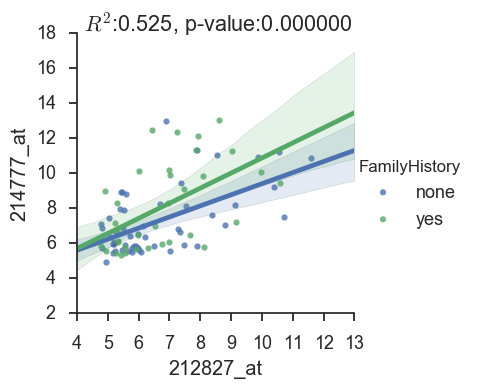 R²:0.525, p-value:0.000000
18
16
14
12
10
8
6
4
2
214777_at
4 5 6 7 8 9 10 11 12 13
212827_at
FamilyHistory
none
yes